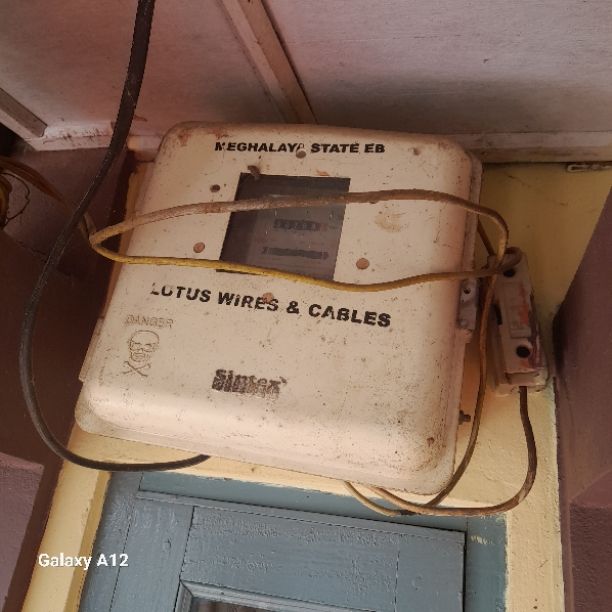 MEGHALAYA STATE EB
LOTUS WIRES & CABLES
DANGER
Sintex
Galaxy A12